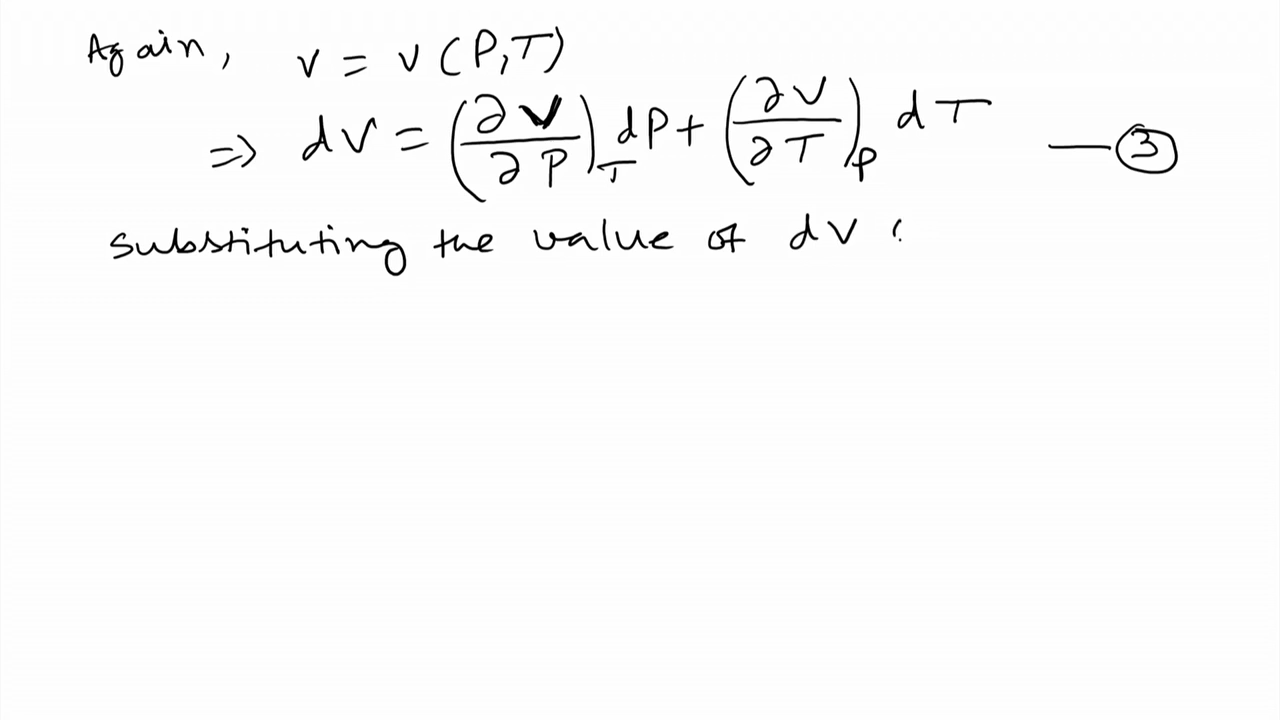 Again, v = v (P,T)
=> dV = (∂V/∂P)_T dP + (∂V/∂T)_P dT —③
Substituting the value of dV (